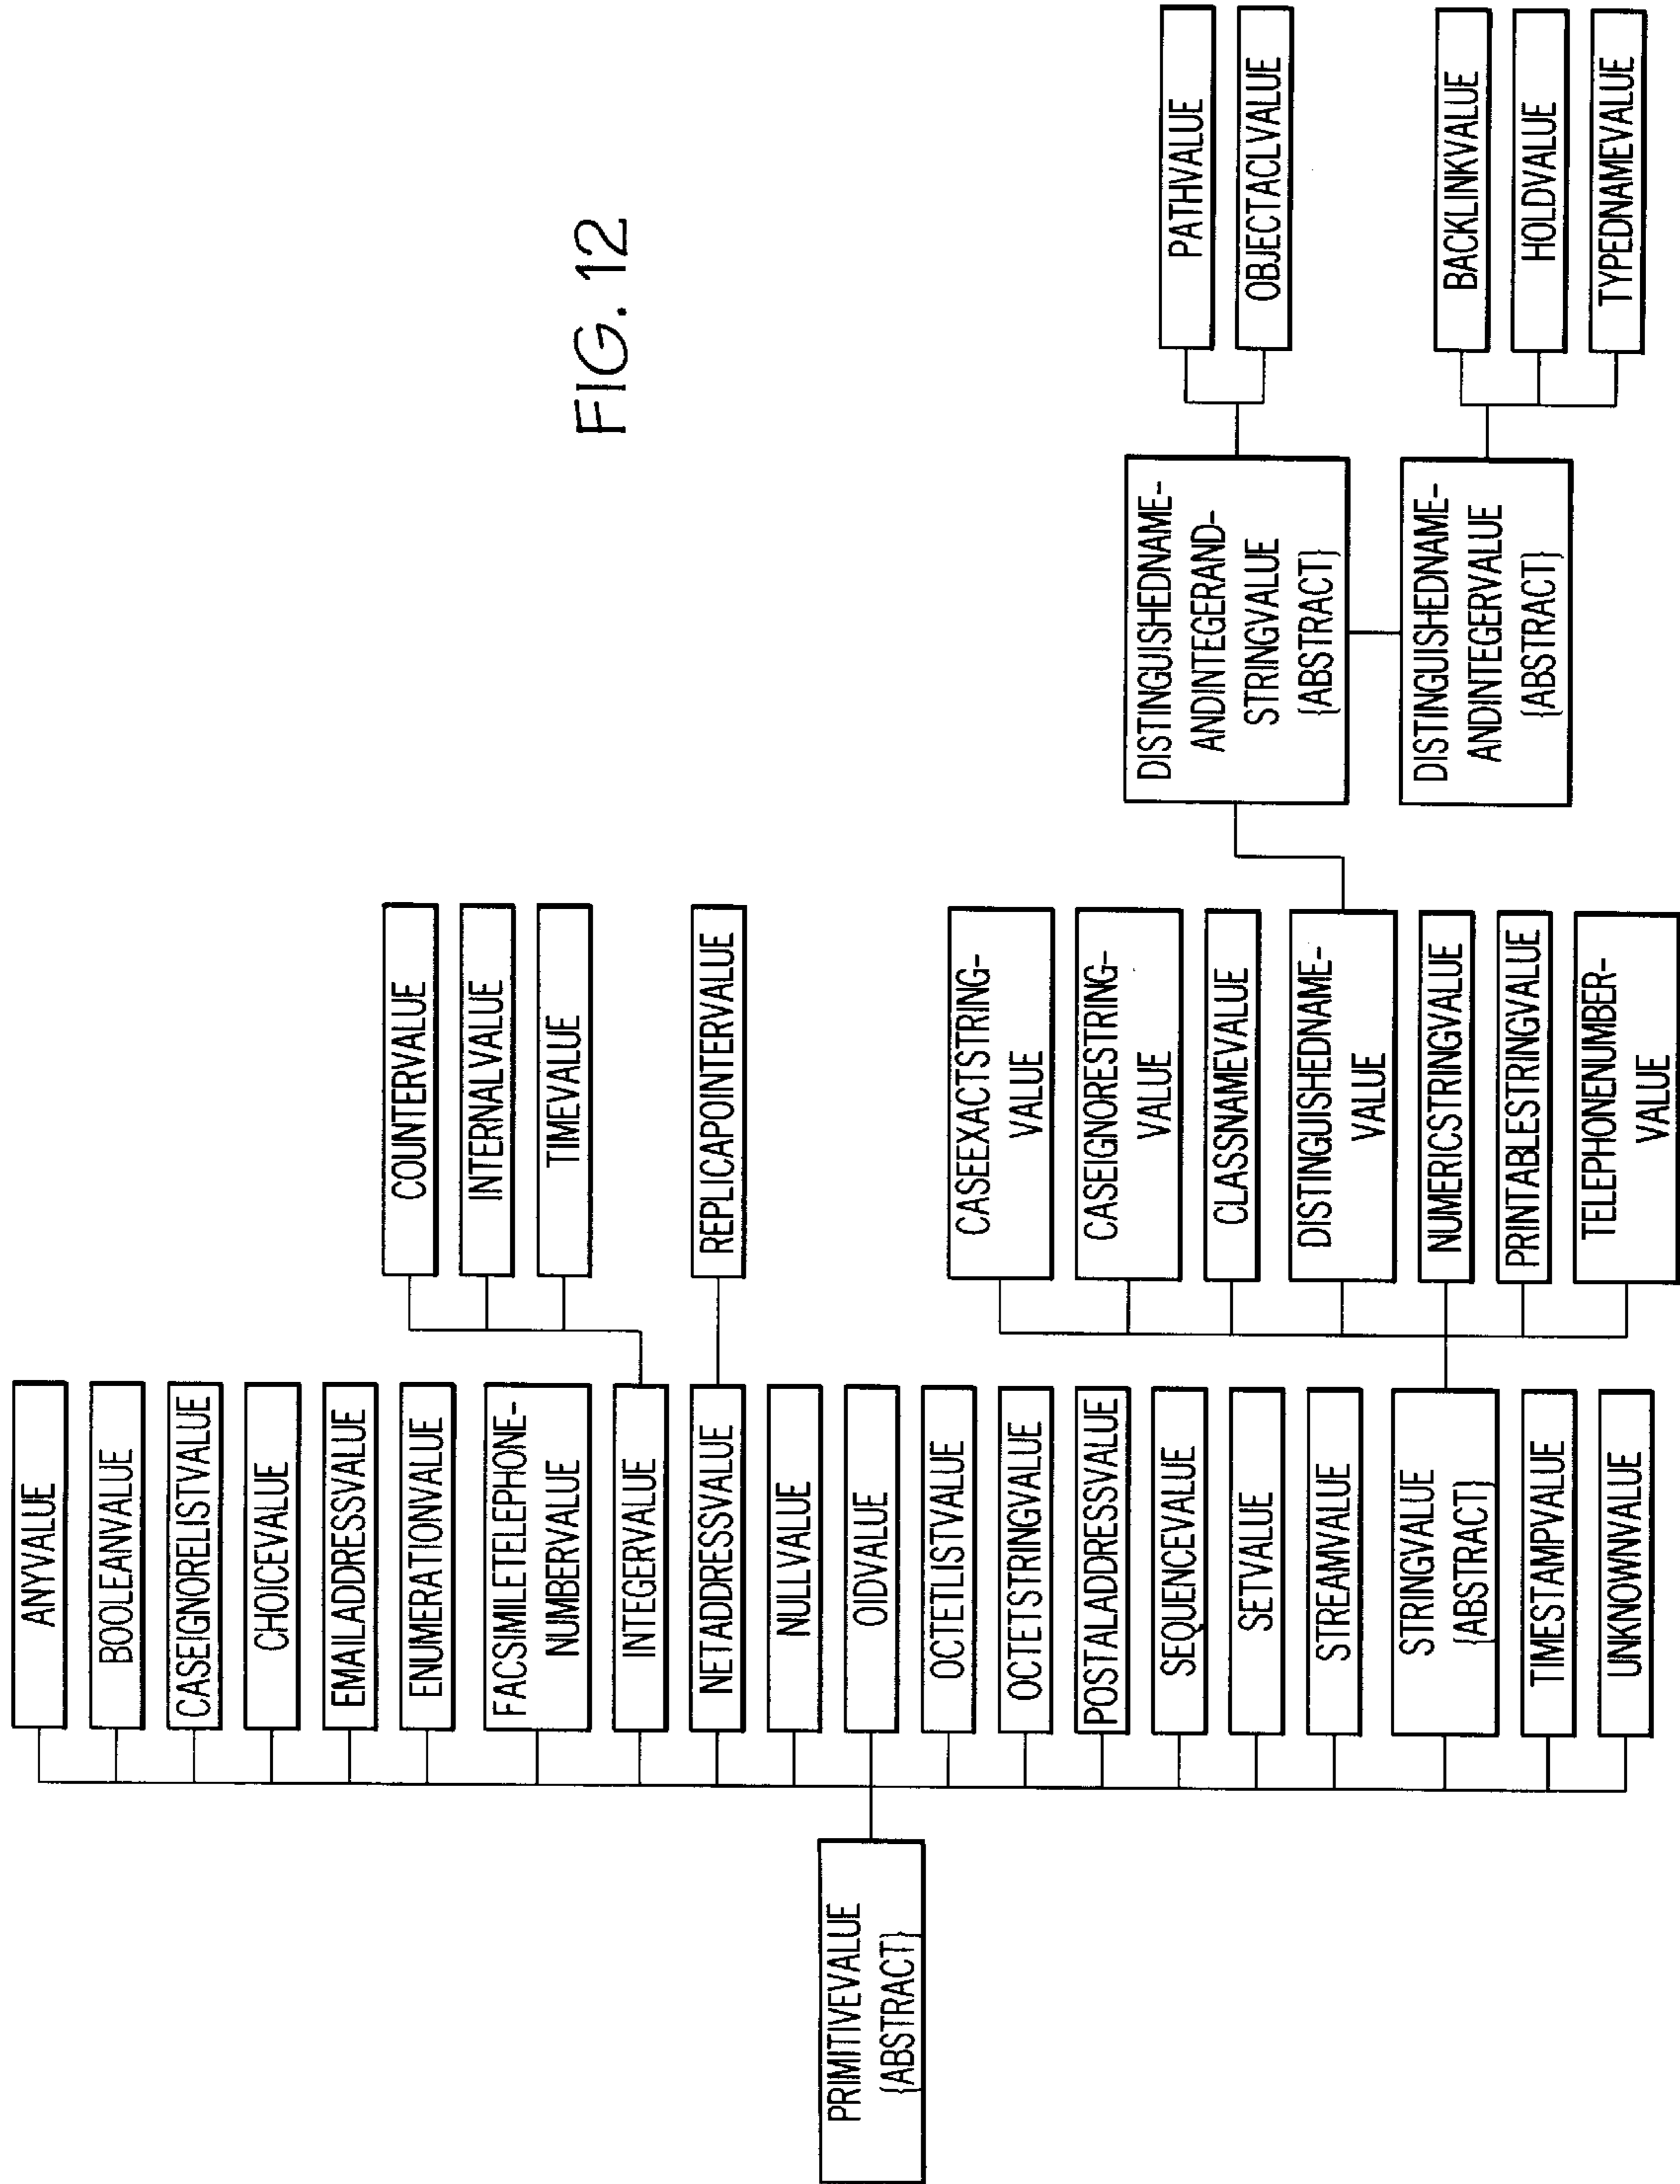 FIG. 12
PRIMITIVEVALUE
{ABSTRACT}
ANYVALUE
BOOLEANVALUE
CASEIGNORELISTVALUE
CHOICEVALUE
EMAILADDRESSVALUE
ENUMERATIONVALUE
FACSIMILETELEPHONE-
NUMBERVALUE
INTEGERVALUE
NETADDRESSVALUE
NULLVALUE
OIDVALUE
OCTETLISTVALUE
OCTETSTRINGVALUE
POSTALADDRESSVALUE
SEQUENCEVALUE
SETVALUE
STREAMVALUE
STRINGVALUE
{ABSTRACT}
TIMESTAMPVALUE
UNKNOWNVALUE
COUNTERVALUE
INTERNALVALUE
TIMEVALUE
REPLICAPOINTERVALUE
CASEEXACTSTRING-
VALUE
CASEIGNORESTRING-
VALUE
CLASSNAMEVALUE
DISTINGUISHEDNAME-
VALUE
NUMERICSTRINGVALUE
PRINTABLESTRINGVALUE
TELEPHONENUMBER-
VALUE
DISTINGUISHEDNAME-
ANDINTEGERAND-
STRINGVALUE
{ABSTRACT}
DISTINGUISHEDNAME-
ANDINTEGERVALUE
{ABSTRACT}
PATHVALUE
OBJECTACLVALUE
BACKLINKVALUE
HOLDVALUE
TYPEDNAMEVALUE